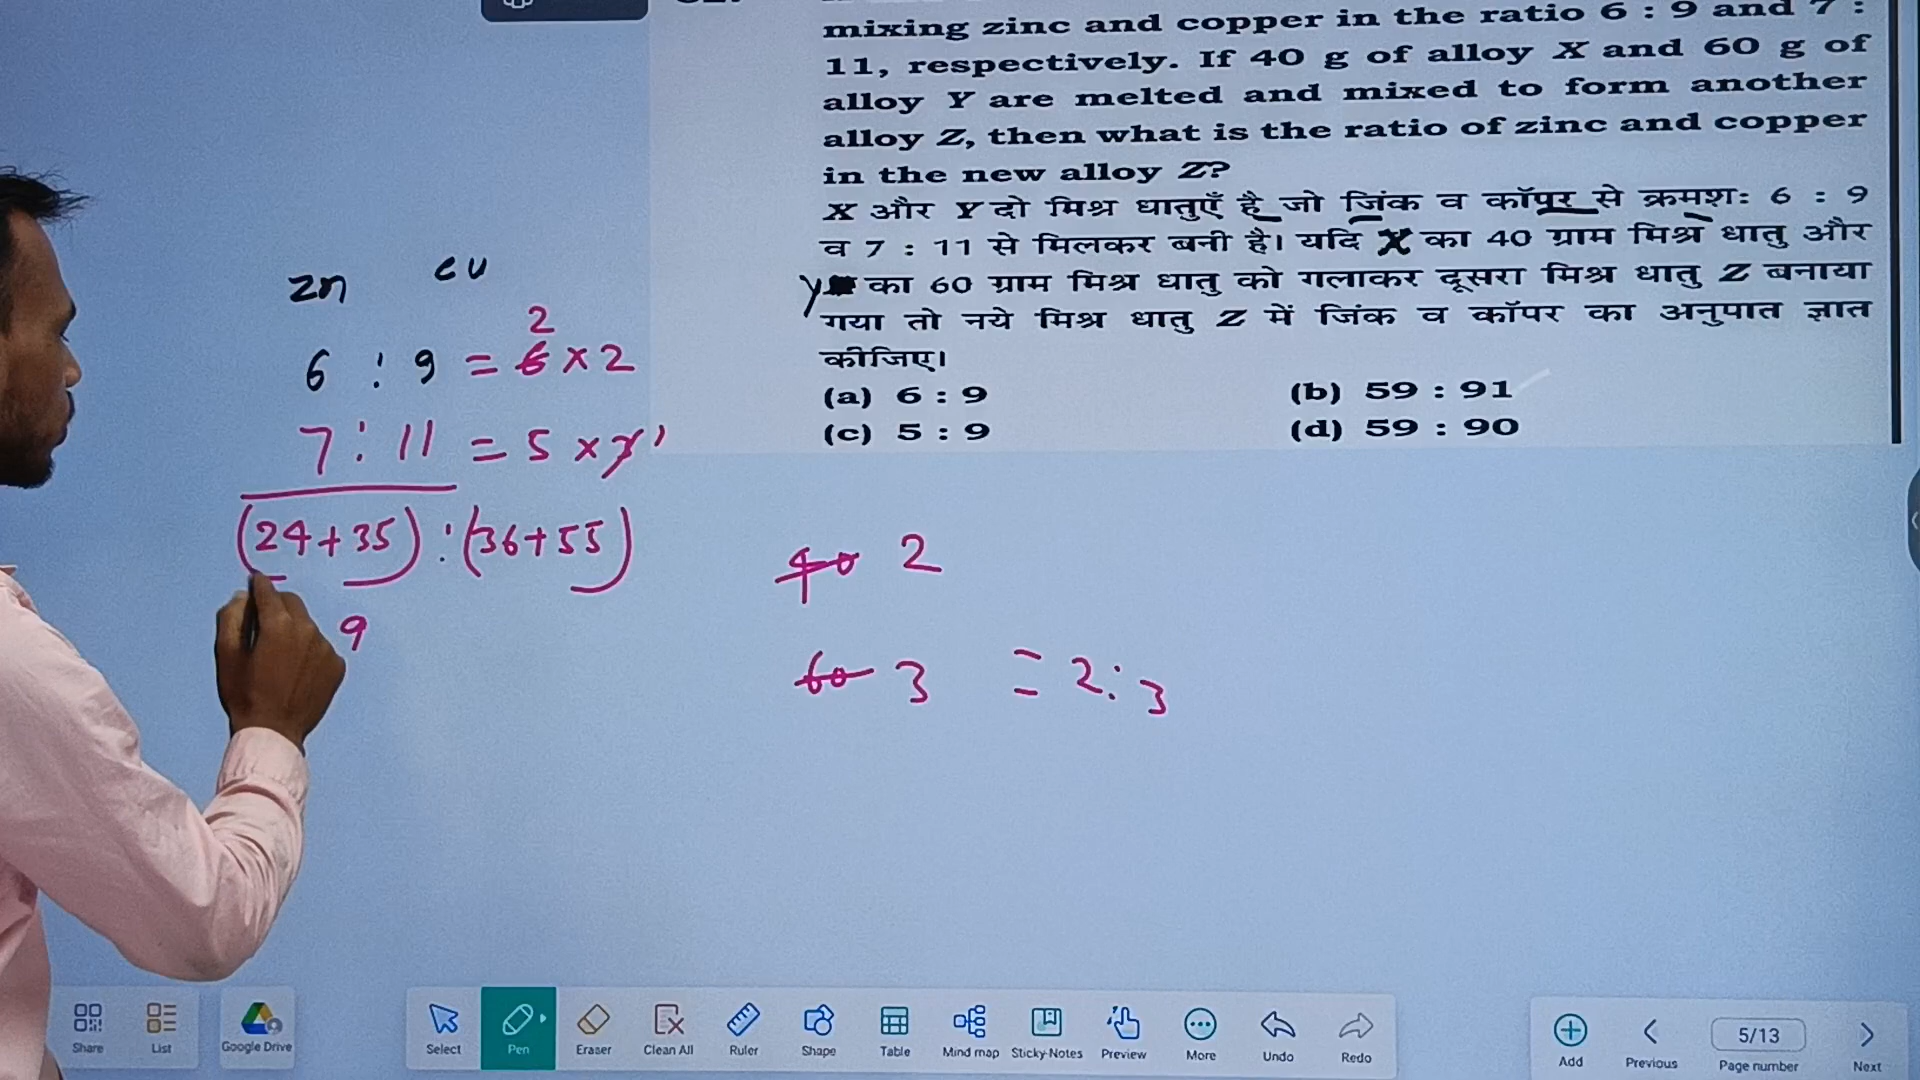 mixing zinc and copper in the ratio 6 : 9 and 7 :
11, respectively. If 40 g of alloy X and 60 g of
alloy Y are melted and mixed to form another
alloy Z, then what is the ratio of zinc and copper
in the new alloy Z?
X और Y दो मिश्र धातुएँ है जो जिंक व कॉपर से क्रमशः 6 : 9
व 7 : 11 से मिलकर बनी है। यदि X का 40 ग्राम मिश्र धातु और
y का 60 ग्राम मिश्र धातु को गलाकर दूसरा मिश्र धातु Z बनाया
गया तो नये मिश्र धातु Z में जिंक व कॉपर का अनुपात ज्ञात
कीजिए।
(a) 6 : 9 (b) 59 : 91
(c) 5 : 9 (d) 59 : 90
zn cu
2
6 : 9 = 6 x 2
7 : 11 = 5 x 3 1
(24+35) : (36+55)
9
40 2
60 3 = 2:3
Share List Google Drive Select Pen Eraser Clean All Ruler Shape Table Mind map Sticky-Notes Preview More Undo Redo Add Previous 5/13 Page number Next